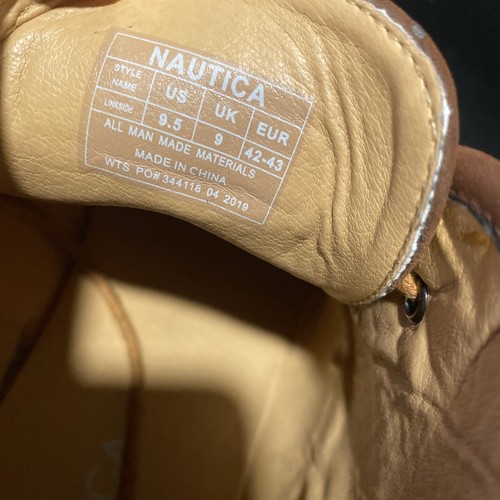 NAUTICA
STYLE NAME US UK EUR
LINKSIDE 9.5 9 42-43
ALL MAN MADE MATERIALS
MADE IN CHINA
WTS PO# 344118 04 2019